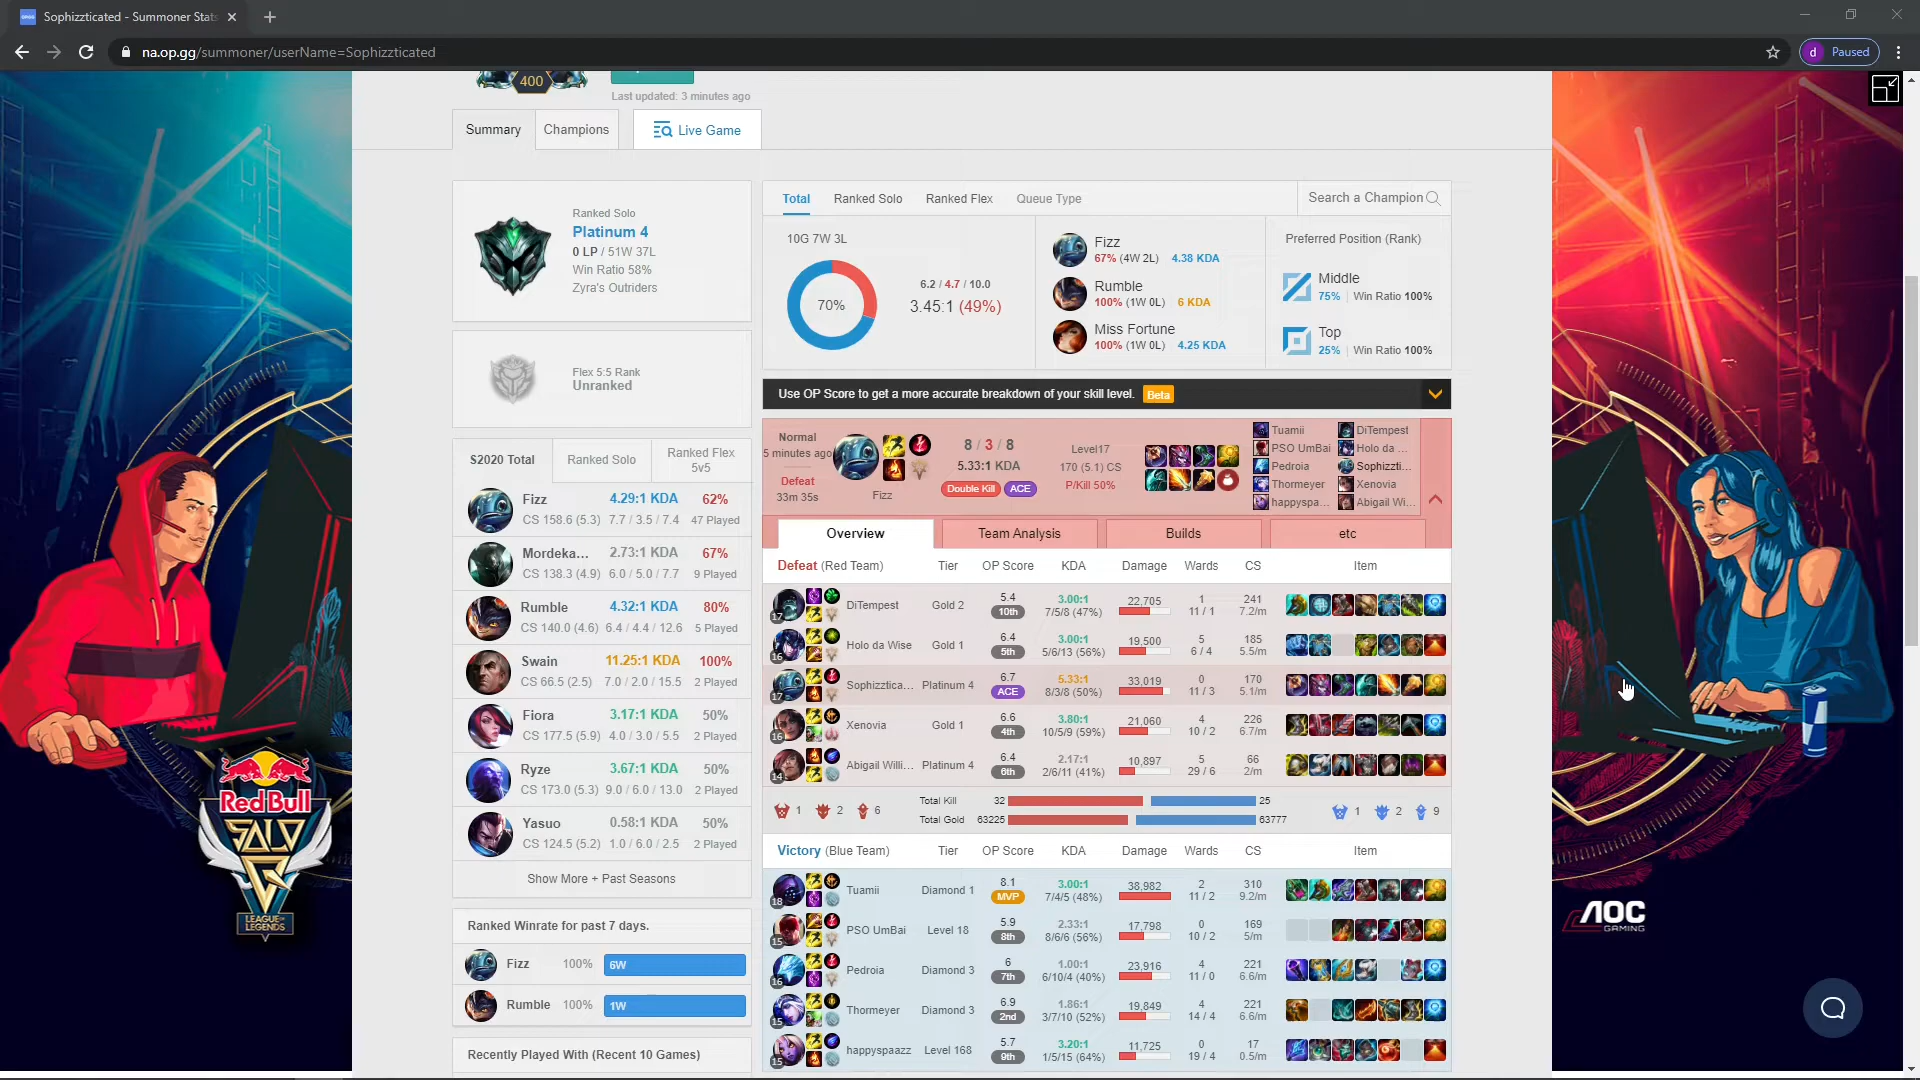 Sophizzticated - Summoner Stats
na.op.gg/summoner/userName=Sophizzticated
d Paused
400
Last updated: 3 minutes ago
Summary
Champions
Live Game
Ranked Solo
Platinum 4
0 LP / 51W 37L
Win Ratio 58%
Zyra's Outriders
Flex 5:5 Rank
Unranked
S2020 Total
Ranked Solo
Ranked Flex 5v5
Fizz 4.29:1 KDA 62%
CS 158.6 (5.3) 7.7 / 3.5 / 7.4 47 Played
Mordeka... 2.73:1 KDA 67%
CS 138.3 (4.9) 6.0 / 5.0 / 7.7 9 Played
Rumble 4.32:1 KDA 80%
CS 140.0 (4.6) 6.4 / 4.4 / 12.6 5 Played
Swain 11.25:1 KDA 100%
CS 66.5 (2.5) 7.0 / 2.0 / 15.5 2 Played
Fiora 3.17:1 KDA 50%
CS 177.5 (5.9) 4.0 / 3.0 / 5.5 2 Played
Ryze 3.67:1 KDA 50%
CS 173.0 (5.3) 9.0 / 6.0 / 13.0 2 Played
Yasuo 0.58:1 KDA 50%
CS 124.5 (5.2) 1.0 / 6.0 / 2.5 2 Played
Show More + Past Seasons
Ranked Winrate for past 7 days.
Fizz 100% 6W
Rumble 100% 1W
Recently Played With (Recent 10 Games)
Total Ranked Solo Ranked Flex Queue Type
Search a Champion
10G 7W 3L
70%
6.2 / 4.7 / 10.0
3.45:1 (49%)
Fizz
67% (4W 2L) 4.38 KDA
Rumble
100% (1W 0L) 6 KDA
Miss Fortune
100% (1W 0L) 4.25 KDA
Preferred Position (Rank)
Middle
75% | Win Ratio 100%
Top
25% | Win Ratio 100%
Use OP Score to get a more accurate breakdown of your skill level. Beta
Normal
5 minutes ago
Defeat
33m 35s
Fizz
8 / 3 / 8
5.33:1 KDA
Double Kill ACE
Level17
170 (5.1) CS
P/Kill 50%
Tuamii DiTempest
PSO UmBai Holo da ...
Pedroia Sophizzti...
Thormeyer Xenovia
happyspa... Abigail Wi...
Overview Team Analysis Builds etc
Defeat (Red Team) Tier OP Score KDA Damage Wards CS Item
17 DiTempest Gold 2 5.4 10th 3.00:1 7/5/8 (47%) 22,705 1 11 / 1 241 7.2/m
16 Holo da Wise Gold 1 6.4 5th 3.00:1 5/6/13 (56%) 19,500 5 6 / 4 185 5.5/m
17 Sophizztica... Platinum 4 6.7 ACE 5.33:1 8/3/8 (50%) 33,019 0 11 / 3 170 5.1/m
16 Xenovia Gold 1 6.6 4th 3.80:1 10/5/9 (59%) 21,060 4 10 / 2 226 6.7/m
14 Abigail Willi... Platinum 4 6.4 6th 2.17:1 2/6/11 (41%) 10,897 5 29 / 6 66 2/m
1 2 6
Total Kill 32 25
Total Gold 63225 63777
1 2 9
Victory (Blue Team) Tier OP Score KDA Damage Wards CS Item
18 Tuamii Diamond 1 8.1 MVP 3.00:1 7/4/5 (48%) 38,982 2 11 / 2 310 9.2/m
15 PSO UmBai Level 18 5.9 8th 2.33:1 8/6/6 (56%) 17,798 0 10 / 2 169 5/m
16 Pedroia Diamond 3 6 7th 1.00:1 6/10/4 (40%) 23,916 4 11 / 0 221 6.6/m
15 Thormeyer Diamond 3 6.9 2nd 1.86:1 3/7/10 (52%) 19,849 4 14 / 4 221 6.6/m
15 happyspaazz Level 168 5.7 9th 3.20:1 1/5/15 (64%) 11,725 0 19 / 4 17 0.5/m
Red Bull
SOLO
LEAGUE OF
LEGENDS
AOC
GAMING